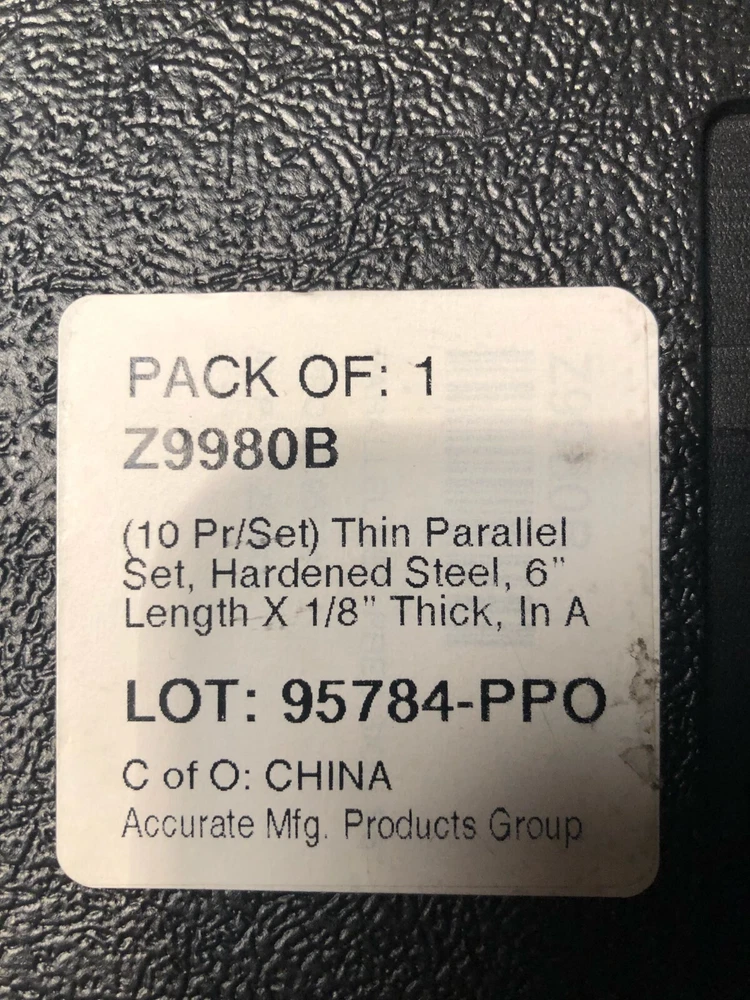 PACK OF: 1
Z9980B
(10 Pr/Set) Thin Parallel
Set, Hardened Steel, 6"
Length X 1/8" Thick, In A
LOT: 95784-PPO
C of O: CHINA
Accurate Mfg. Products Group